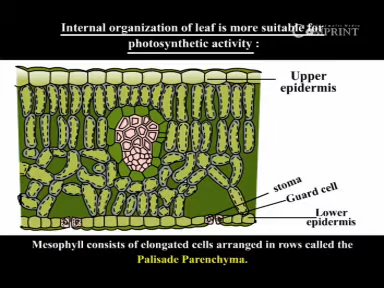 Internal organization of leaf is more suitable for
photosynthetic activity :
Upper
epidermis
stoma
Guard cell
Lower
epidermis
Mesophyll consists of elongated cells arranged in rows called the
Palisade Parenchyma.